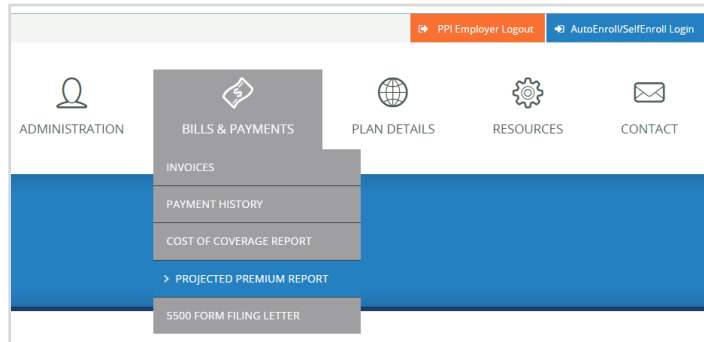 PPI Employer Logout AutoEnroll/SelfEnroll Login
ADMINISTRATION BILLS & PAYMENTS PLAN DETAILS RESOURCES CONTACT
INVOICES
PAYMENT HISTORY
COST OF COVERAGE REPORT
> PROJECTED PREMIUM REPORT
5500 FORM FILING LETTER